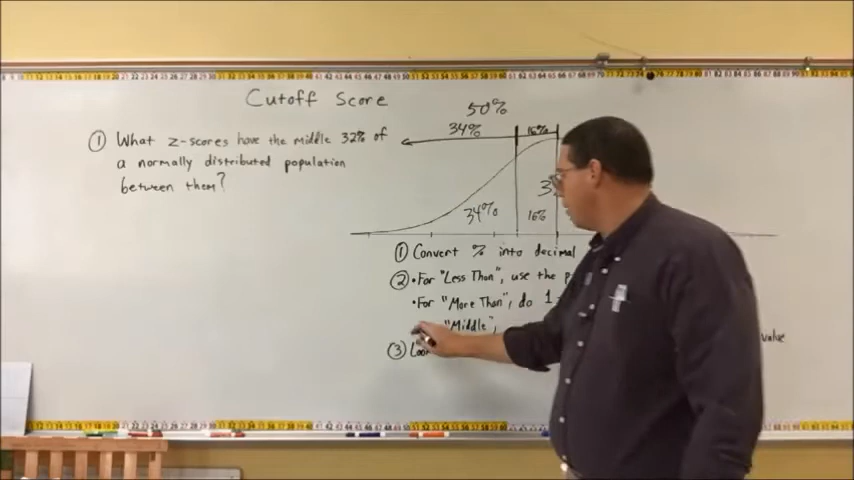 Cutoff Score
① What z-scores have the middle 32% of
a normally distributed population
between them?
50%
34% 16%
34% 16%
① Convert % into decimal
② • For "Less Than", use the
• For "More Than", do 1
"Middle",
③
value